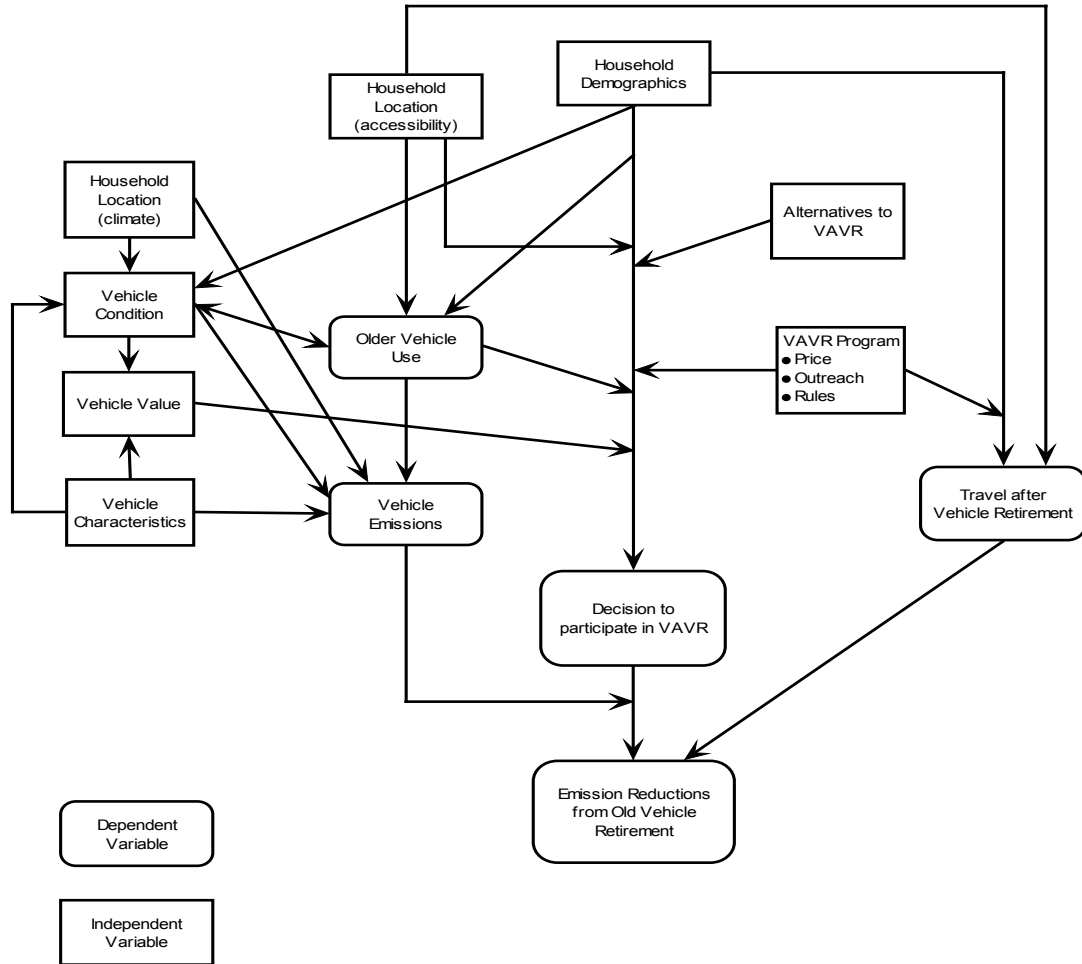 Household
Demographics
Household
Location
(accessibility)
Household
Location
(climate)
Alternatives to
VAVR
Vehicle
Condition
Older Vehicle
Use
VAVR Program
● Price
● Outreach
● Rules
Vehicle Value
Vehicle
Characteristics
Vehicle
Emissions
Travel after
Vehicle Retirement
Decision to
participate in VAVR
Emission Reductions
from Old Vehicle
Retirement
Dependent
Variable
Independent
Variable